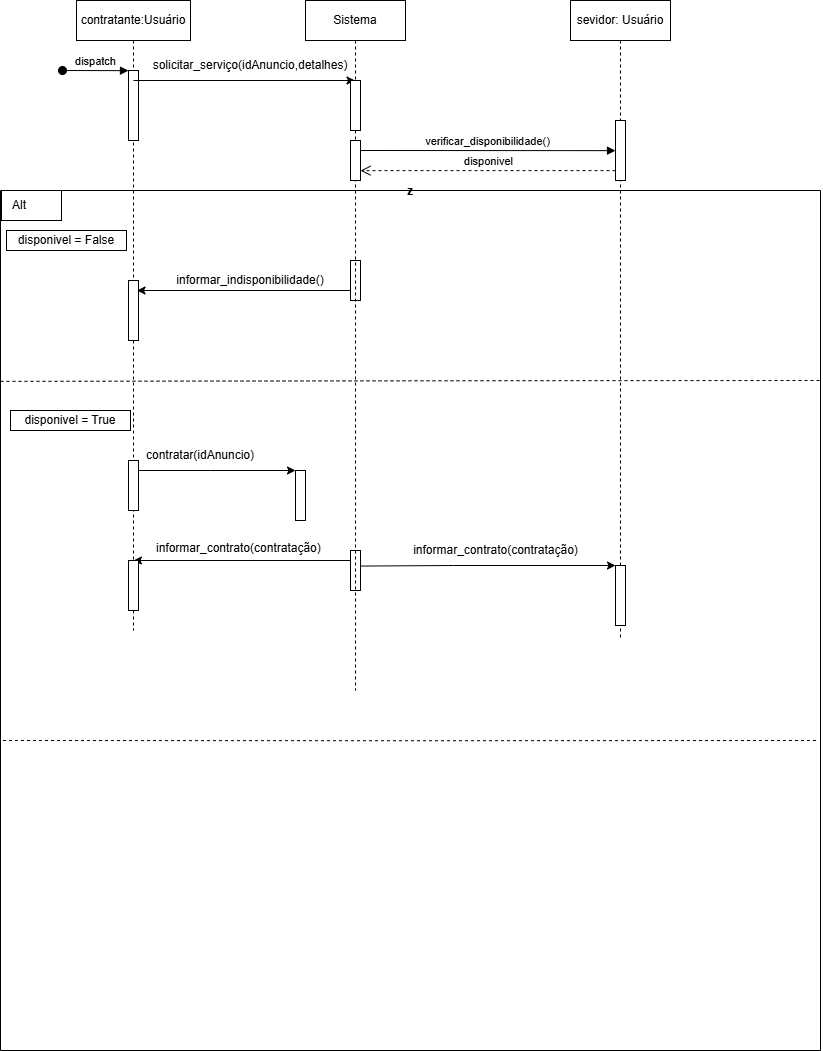 contratante:Usuário
Sistema
sevidor: Usuário
dispatch
solicitar_serviço(idAnuncio,detalhes)
verificar_disponibilidade()
disponivel
z
Alt
disponivel = False
informar_indisponibilidade()
disponivel = True
contratar(idAnuncio)
informar_contrato(contratação)
informar_contrato(contratação)